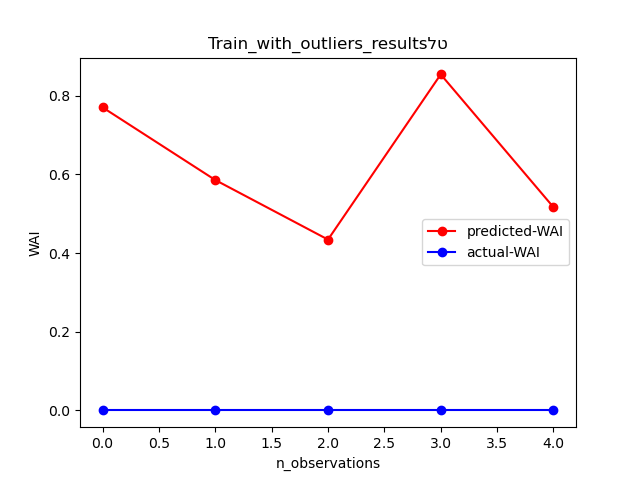 Train_with_outliers_resultsטל
WAI
0.8
0.6
0.4
0.2
0.0
predicted-WAI
actual-WAI
0.0 0.5 1.0 1.5 2.0 2.5 3.0 3.5 4.0
n_observations